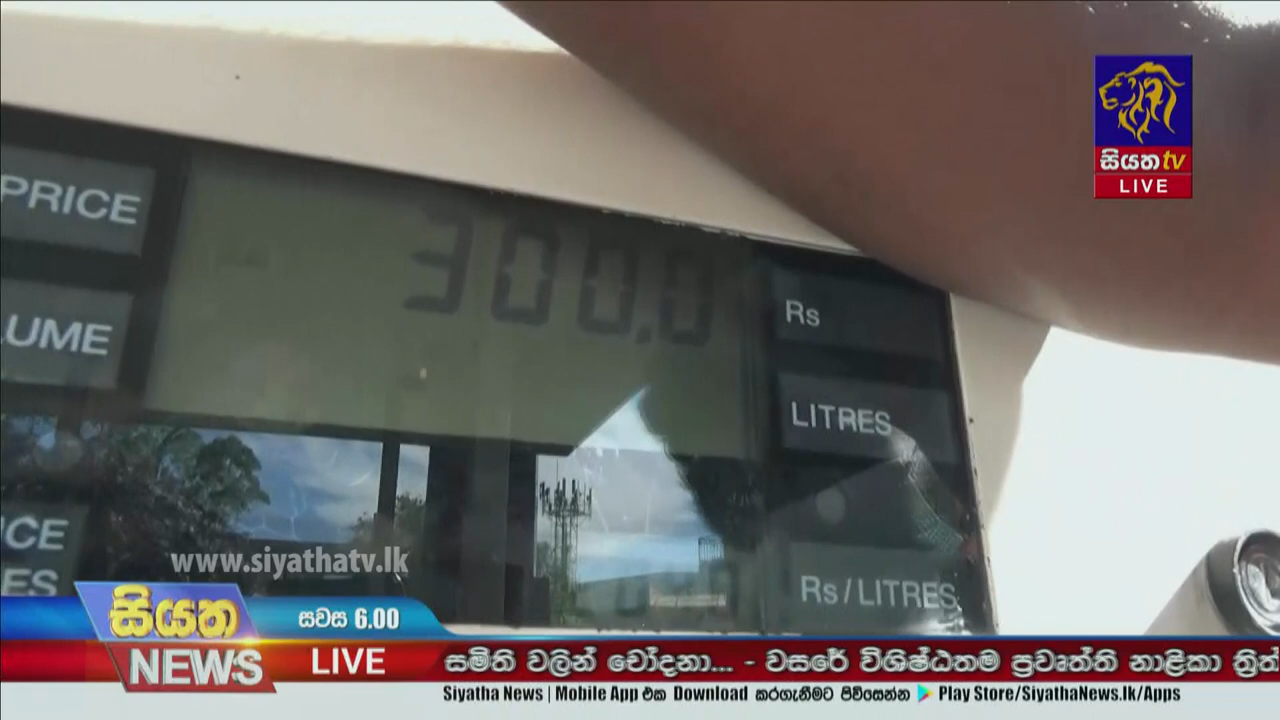 PRICE
300.0
Rs
සියත tv
LIVE
LUME
LITRES
ICE
ES
Rs/LITRES
www.siyathatv.lk
සියත
සවස 6.00
NEWS
LIVE
සමිති වලින් චෝදනා... - වසරේ විශිෂ්ඨතම ප්‍රවෘත්ති නාළිකා ත්‍රිත්
Siyatha News | Mobile App එක Download කරගැනීමට පිවිසෙන්න Play Store/SiyathaNews.lk/Apps